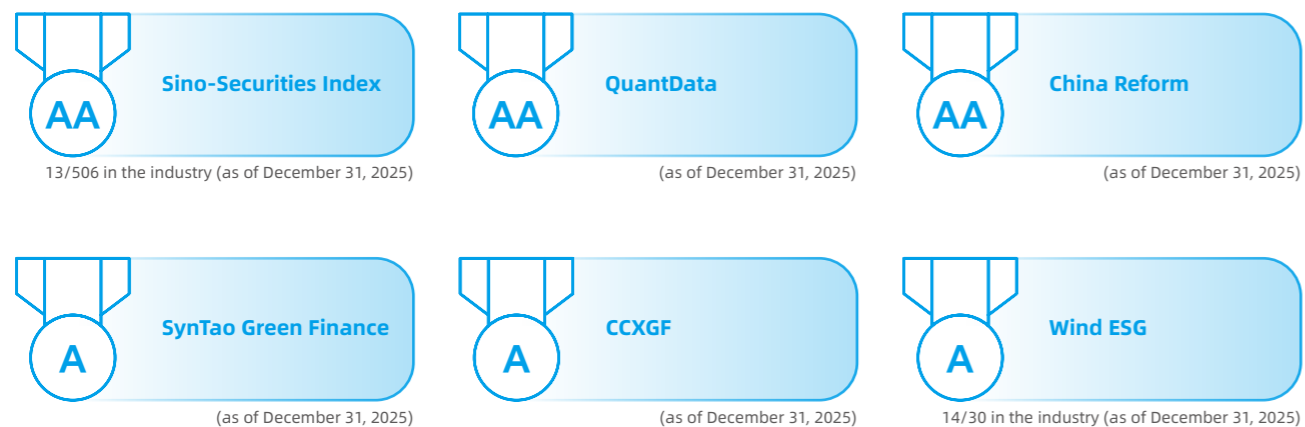 Sino-Securities Index
AA
13/506 in the industry (as of December 31, 2025)
QuantData
AA
(as of December 31, 2025)
China Reform
AA
(as of December 31, 2025)
SynTao Green Finance
A
(as of December 31, 2025)
CCXGF
A
(as of December 31, 2025)
Wind ESG
A
14/30 in the industry (as of December 31, 2025)